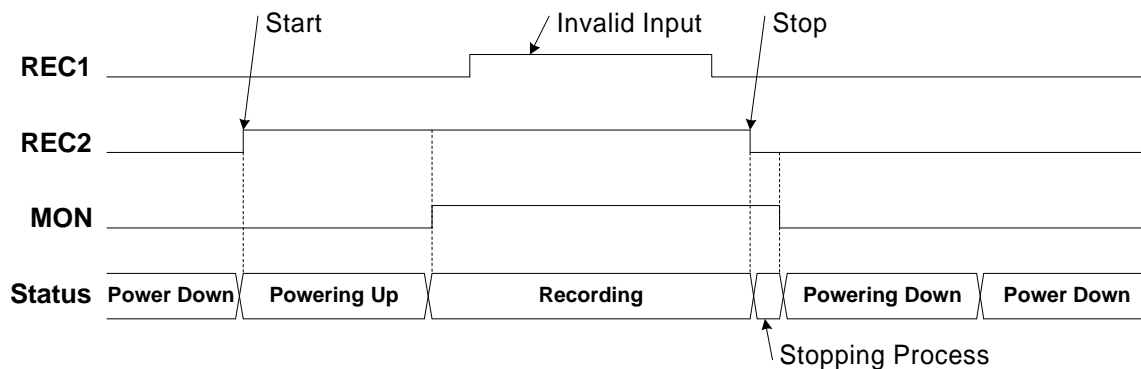 Start
Invalid Input
Stop
REC1
REC2
MON
Status
Power Down
Powering Up
Recording
Powering Down
Power Down
Stopping Process